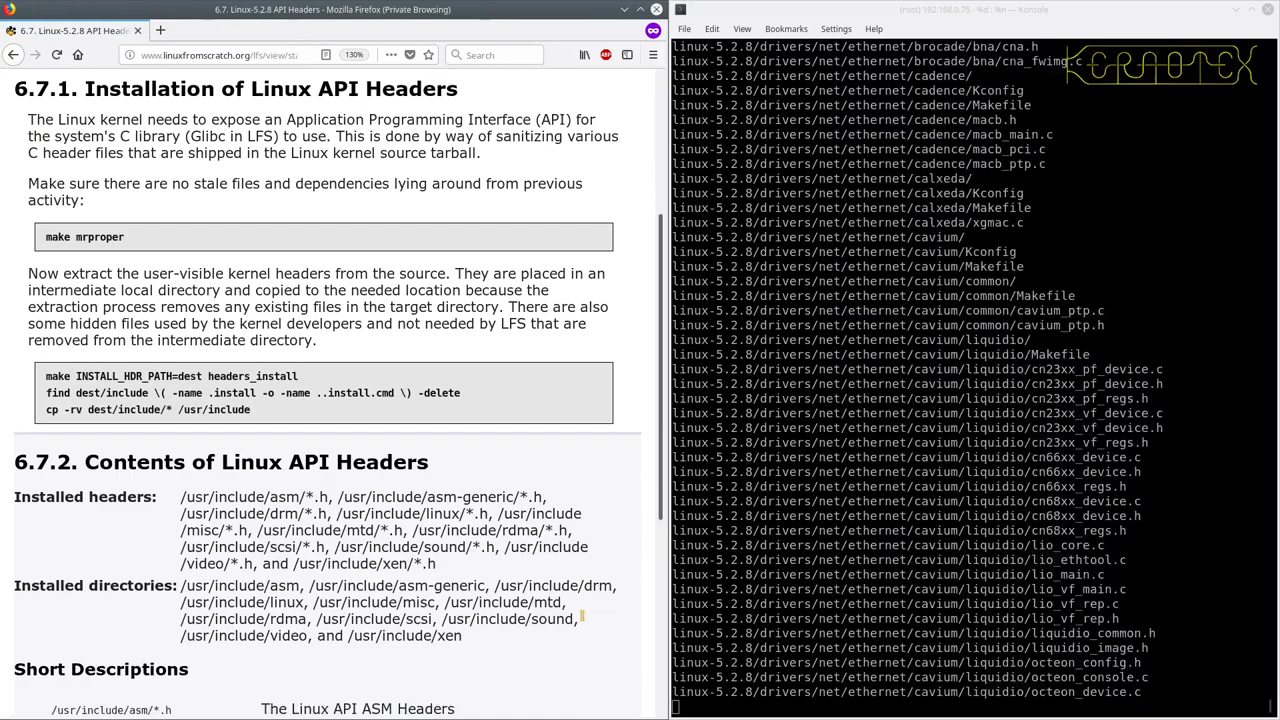 6.7. Linux-5.2.8 API Headers - Mozilla Firefox (Private Browsing)
6.7. Linux-5.2.8 API Heade
www.linuxfromscratch.org/lfs/view/sta
130%
Search
ABP
6.7.1. Installation of Linux API Headers
The Linux kernel needs to expose an Application Programming Interface (API) for
the system's C library (Glibc in LFS) to use. This is done by way of sanitizing various
C header files that are shipped in the Linux kernel source tarball.
Make sure there are no stale files and dependencies lying around from previous
activity:
make mrproper
Now extract the user-visible kernel headers from the source. They are placed in an
intermediate local directory and copied to the needed location because the
extraction process removes any existing files in the target directory. There are also
some hidden files used by the kernel developers and not needed by LFS that are
removed from the intermediate directory.
make INSTALL_HDR_PATH=dest headers_install
find dest/include \( -name .install -o -name ..install.cmd \) -delete
cp -rv dest/include/* /usr/include
6.7.2. Contents of Linux API Headers
Installed headers: /usr/include/asm/*.h, /usr/include/asm-generic/*.h,
/usr/include/drm/*.h, /usr/include/linux/*.h, /usr/include
/misc/*.h, /usr/include/mtd/*.h, /usr/include/rdma/*.h,
/usr/include/scsi/*.h, /usr/include/sound/*.h, /usr/include
/video/*.h, and /usr/include/xen/*.h
Installed directories: /usr/include/asm, /usr/include/asm-generic, /usr/include/drm,
/usr/include/linux, /usr/include/misc, /usr/include/mtd,
/usr/include/rdma, /usr/include/scsi, /usr/include/sound,
/usr/include/video, and /usr/include/xen
Short Descriptions
/usr/include/asm/*.h The Linux API ASM Headers
(root) 192.168.0.75 - %d : %n — Konsole
File Edit View Bookmarks Settings Help
linux-5.2.8/drivers/net/ethernet/brocade/bna/cna.h
linux-5.2.8/drivers/net/ethernet/brocade/bna/cna_fwimg.c
linux-5.2.8/drivers/net/ethernet/cadence/
linux-5.2.8/drivers/net/ethernet/cadence/Kconfig
linux-5.2.8/drivers/net/ethernet/cadence/Makefile
linux-5.2.8/drivers/net/ethernet/cadence/macb.h
linux-5.2.8/drivers/net/ethernet/cadence/macb_main.c
linux-5.2.8/drivers/net/ethernet/cadence/macb_pci.c
linux-5.2.8/drivers/net/ethernet/cadence/macb_ptp.c
linux-5.2.8/drivers/net/ethernet/calxeda/
linux-5.2.8/drivers/net/ethernet/calxeda/Kconfig
linux-5.2.8/drivers/net/ethernet/calxeda/Makefile
linux-5.2.8/drivers/net/ethernet/calxeda/xgmac.c
linux-5.2.8/drivers/net/ethernet/cavium/
linux-5.2.8/drivers/net/ethernet/cavium/Kconfig
linux-5.2.8/drivers/net/ethernet/cavium/Makefile
linux-5.2.8/drivers/net/ethernet/cavium/common/
linux-5.2.8/drivers/net/ethernet/cavium/common/Makefile
linux-5.2.8/drivers/net/ethernet/cavium/common/cavium_ptp.c
linux-5.2.8/drivers/net/ethernet/cavium/common/cavium_ptp.h
linux-5.2.8/drivers/net/ethernet/cavium/liquidio/
linux-5.2.8/drivers/net/ethernet/cavium/liquidio/Makefile
linux-5.2.8/drivers/net/ethernet/cavium/liquidio/cn23xx_pf_device.c
linux-5.2.8/drivers/net/ethernet/cavium/liquidio/cn23xx_pf_device.h
linux-5.2.8/drivers/net/ethernet/cavium/liquidio/cn23xx_pf_regs.h
linux-5.2.8/drivers/net/ethernet/cavium/liquidio/cn23xx_vf_device.c
linux-5.2.8/drivers/net/ethernet/cavium/liquidio/cn23xx_vf_device.h
linux-5.2.8/drivers/net/ethernet/cavium/liquidio/cn23xx_vf_regs.h
linux-5.2.8/drivers/net/ethernet/cavium/liquidio/cn66xx_device.c
linux-5.2.8/drivers/net/ethernet/cavium/liquidio/cn66xx_device.h
linux-5.2.8/drivers/net/ethernet/cavium/liquidio/cn66xx_regs.h
linux-5.2.8/drivers/net/ethernet/cavium/liquidio/cn68xx_device.c
linux-5.2.8/drivers/net/ethernet/cavium/liquidio/cn68xx_device.h
linux-5.2.8/drivers/net/ethernet/cavium/liquidio/cn68xx_regs.h
linux-5.2.8/drivers/net/ethernet/cavium/liquidio/lio_core.c
linux-5.2.8/drivers/net/ethernet/cavium/liquidio/lio_ethtool.c
linux-5.2.8/drivers/net/ethernet/cavium/liquidio/lio_main.c
linux-5.2.8/drivers/net/ethernet/cavium/liquidio/lio_vf_main.c
linux-5.2.8/drivers/net/ethernet/cavium/liquidio/lio_vf_rep.c
linux-5.2.8/drivers/net/ethernet/cavium/liquidio/lio_vf_rep.h
linux-5.2.8/drivers/net/ethernet/cavium/liquidio/liquidio_common.h
linux-5.2.8/drivers/net/ethernet/cavium/liquidio/liquidio_image.h
linux-5.2.8/drivers/net/ethernet/cavium/liquidio/octeon_config.h
linux-5.2.8/drivers/net/ethernet/cavium/liquidio/octeon_console.c
linux-5.2.8/drivers/net/ethernet/cavium/liquidio/octeon_device.c